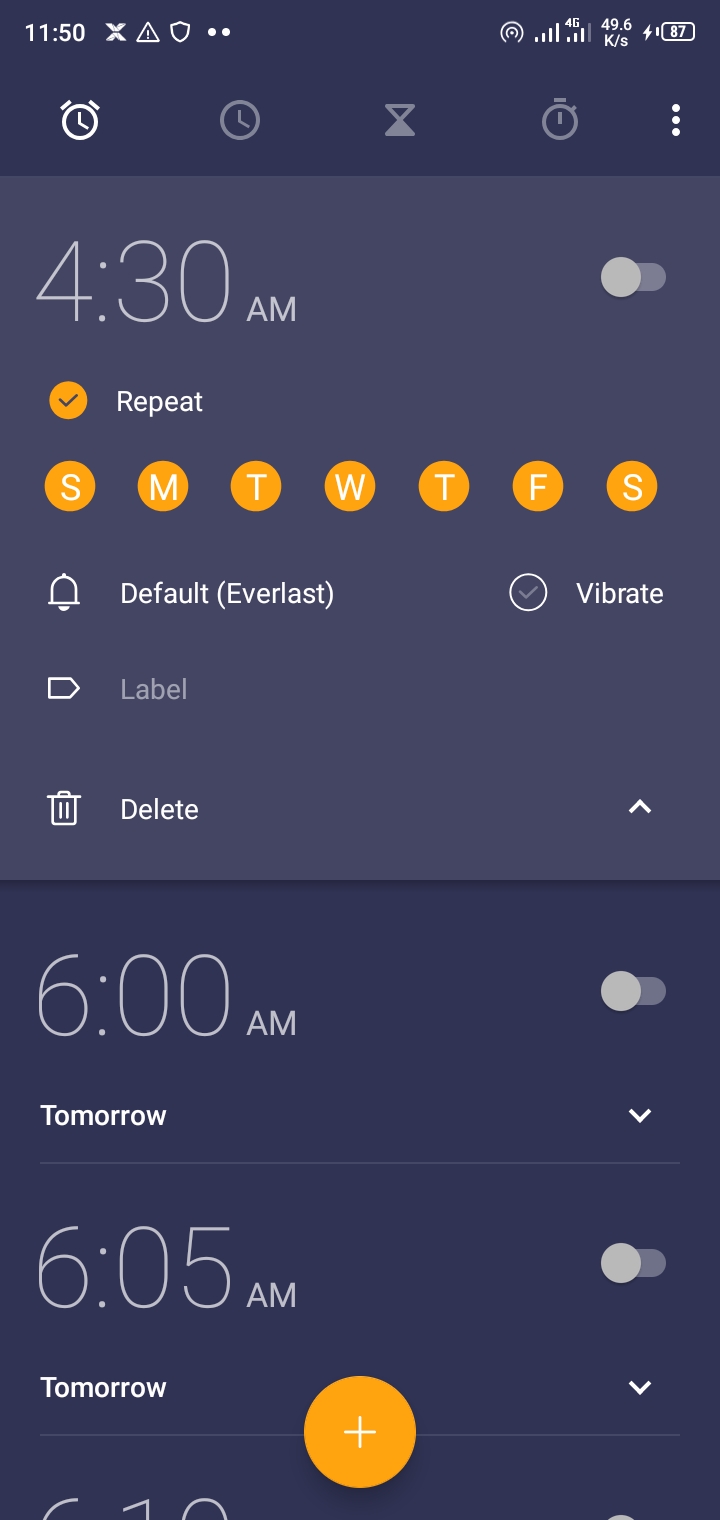 11:50 4G 49.6 K/s 87
4:30 AM
Repeat
S M T W T F S
Default (Everlast) Vibrate
Label
Delete
6:00 AM
Tomorrow
6:05 AM
Tomorrow